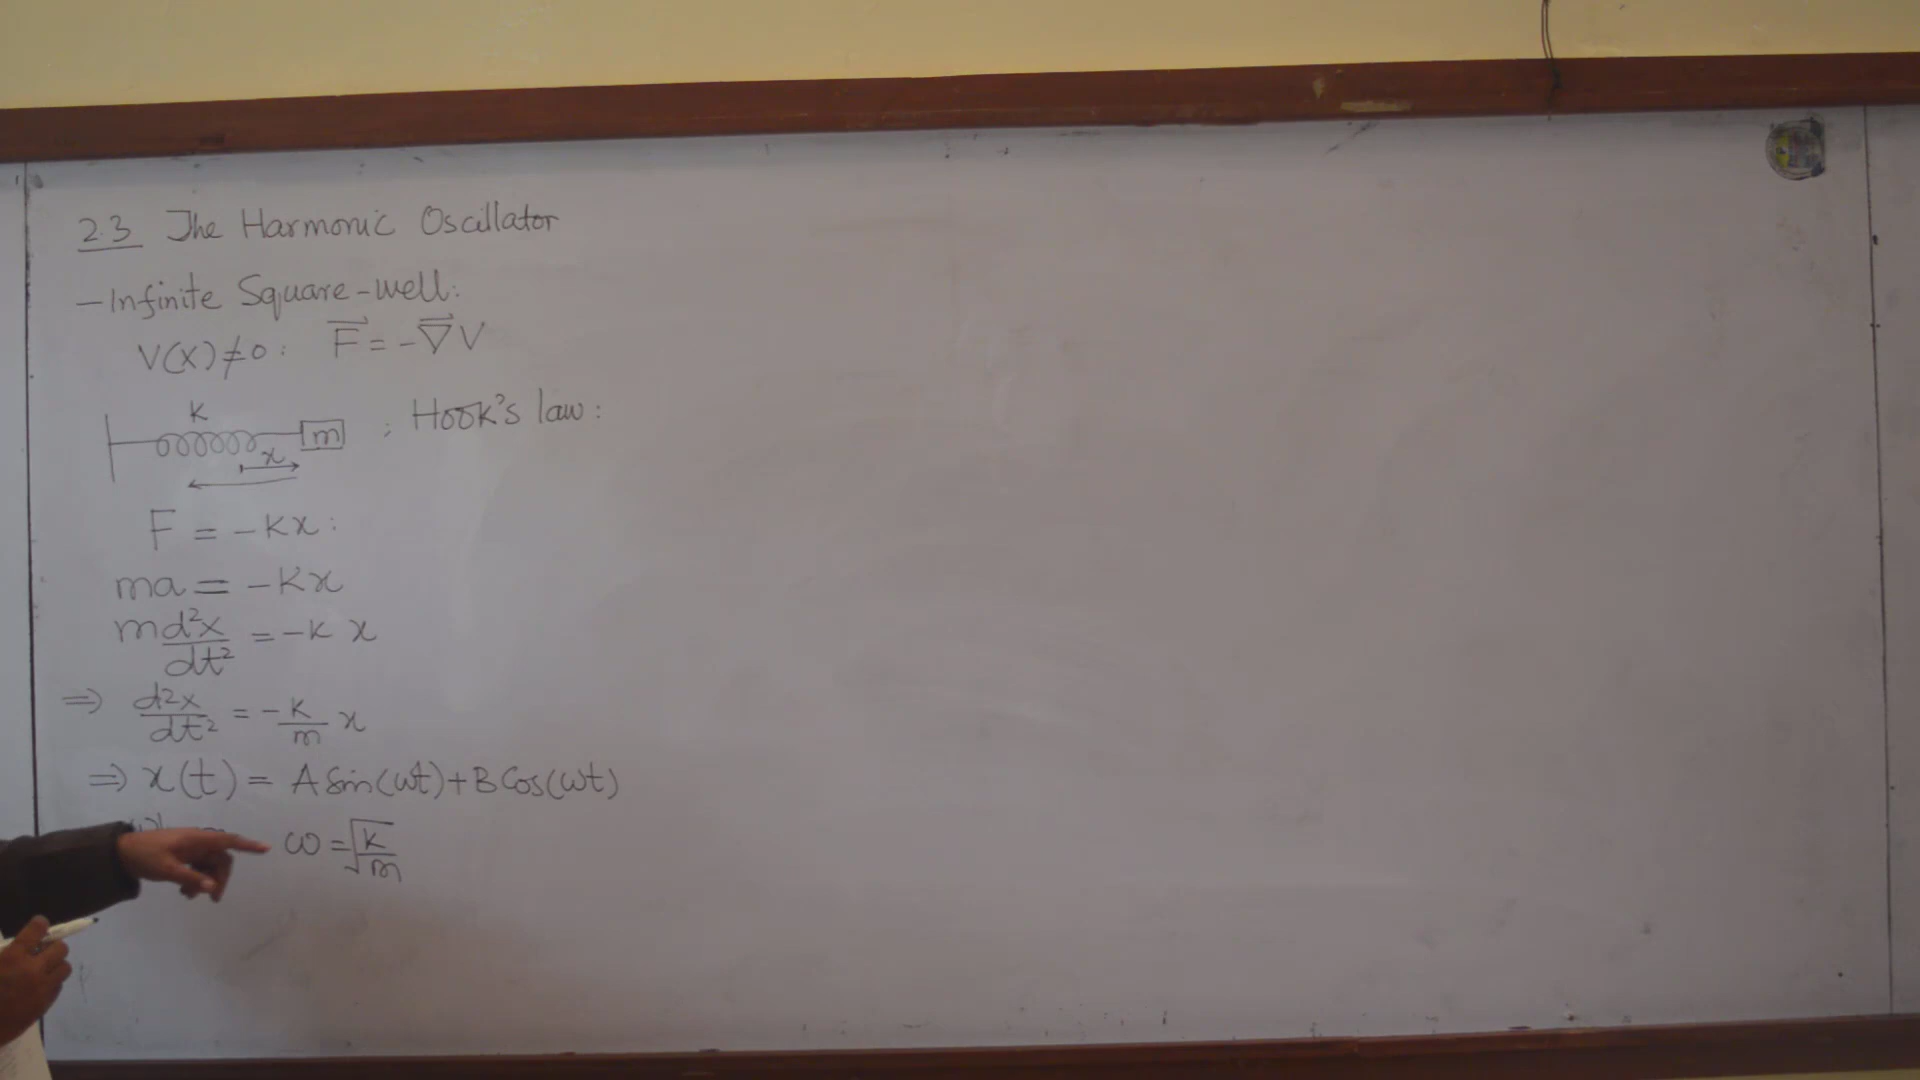 2.3 The Harmonic Oscillator
— Infinite Square-well:
V(x) ≠ 0 : F⃗ = -∇⃗V
K
m ; Hook's law :
x
F = -Kx :
ma = -Kx
m d²x/dt² = -K x
⇒ d²x/dt² = -K/m x
⇒ x(t) = A Sin(ωt) + B Cos(ωt)
ω = √(K/m)